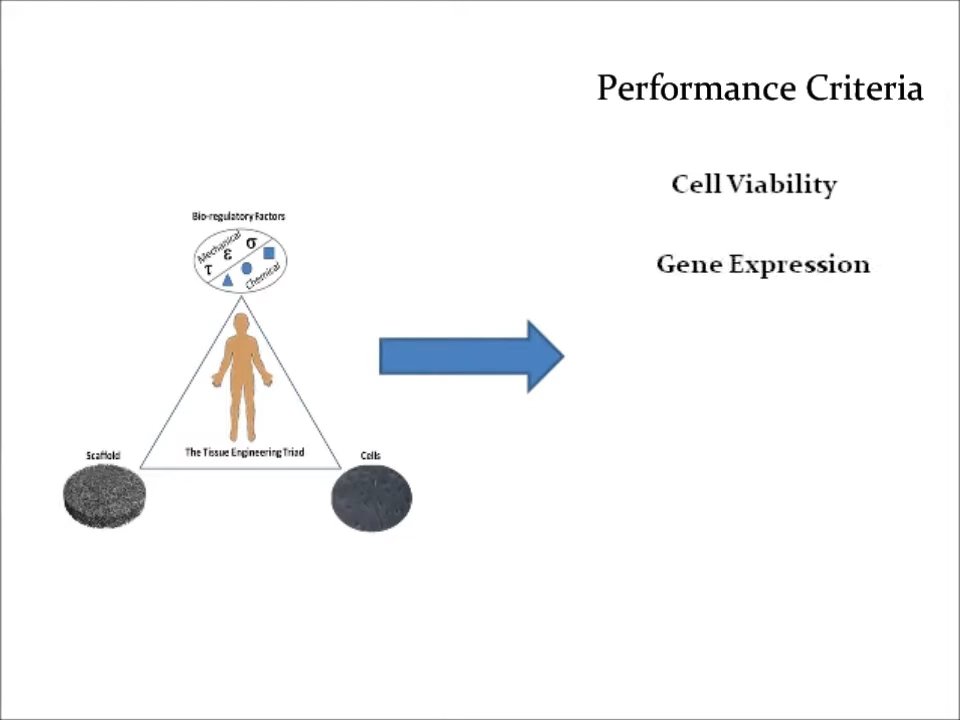 Performance Criteria
Cell Viability
Gene Expression
Bio-regulatory Factors
Mechanical
σ
ε
τ
Chemical
The Tissue Engineering Triad
Scaffold
Cells